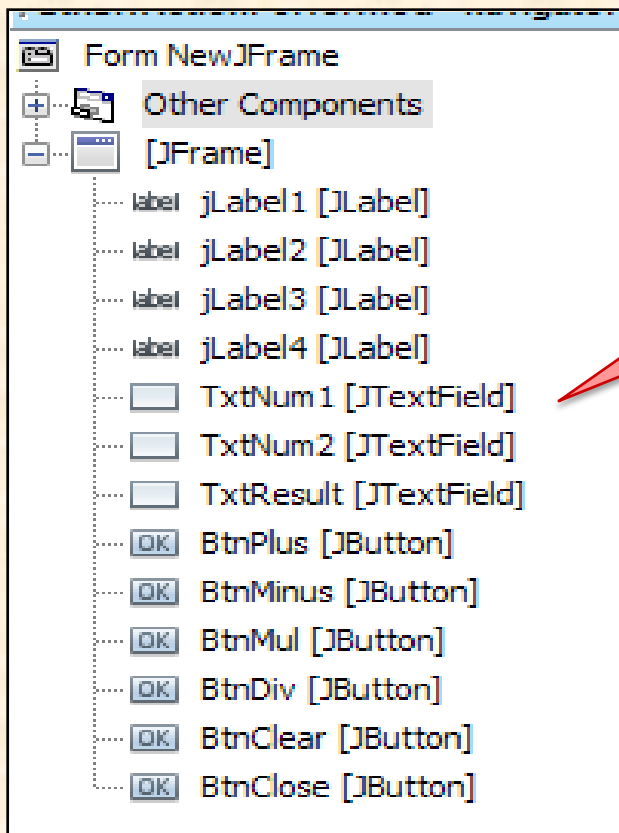 Form NewJFrame
Other Components
[JFrame]
label jLabel1 [JLabel]
label jLabel2 [JLabel]
label jLabel3 [JLabel]
label jLabel4 [JLabel]
TxtNum1 [JTextField]
TxtNum2 [JTextField]
TxtResult [JTextField]
OK BtnPlus [JButton]
OK BtnMinus [JButton]
OK BtnMul [JButton]
OK BtnDiv [JButton]
OK BtnClear [JButton]
OK BtnClose [JButton]